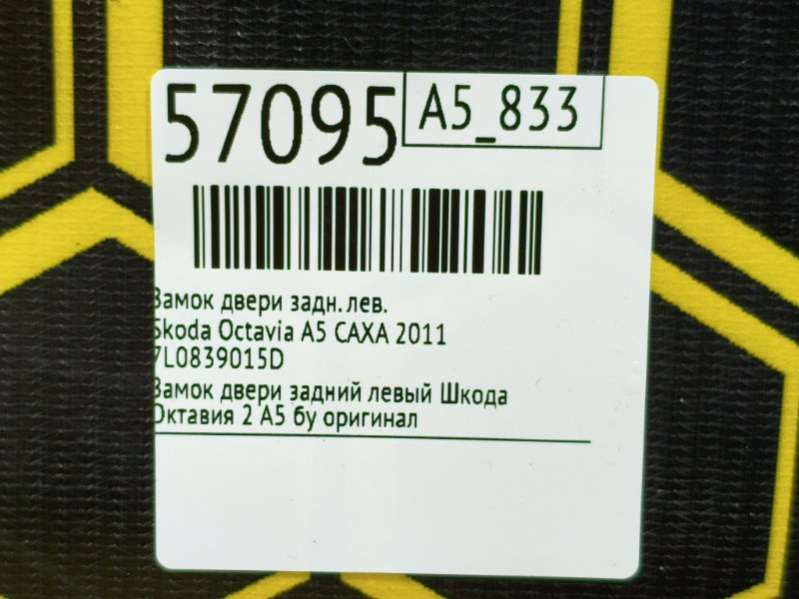 57095
A5_833
Замок двери задн. лев.
Skoda Octavia A5 CAXA 2011
7L0839015D
Замок двери задний левый Шкода
Октавия 2 А5 бу оригинал